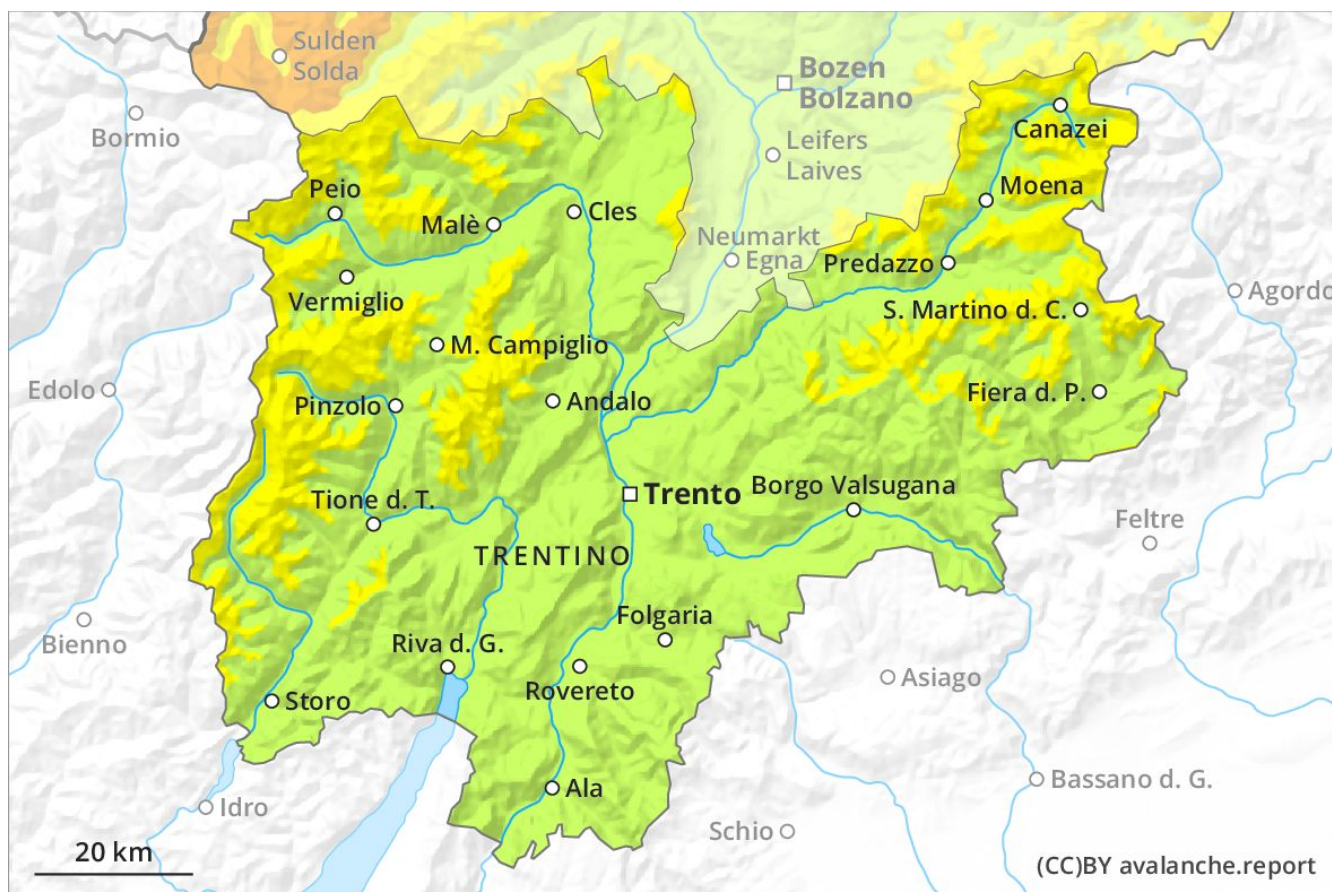 Sulden
Solda
Bozen
Bolzano
Bormio
Canazei
Leifers
Laives
Peio
Moena
Malè
Cles
Neumarkt
Egna
Predazzo
Vermiglio
Agordo
S. Martino d. C.
M. Campiglio
Edolo
Pinzolo
Andalo
Fiera d. P.
Trento
Borgo Valsugana
Tione d. T.
Feltre
TRENTINO
Folgaria
Bienno
Riva d. G.
Asiago
Rovereto
Storo
Bassano d. G.
Ala
Idro
Schio
20 km
(CC)BY avalanche.report